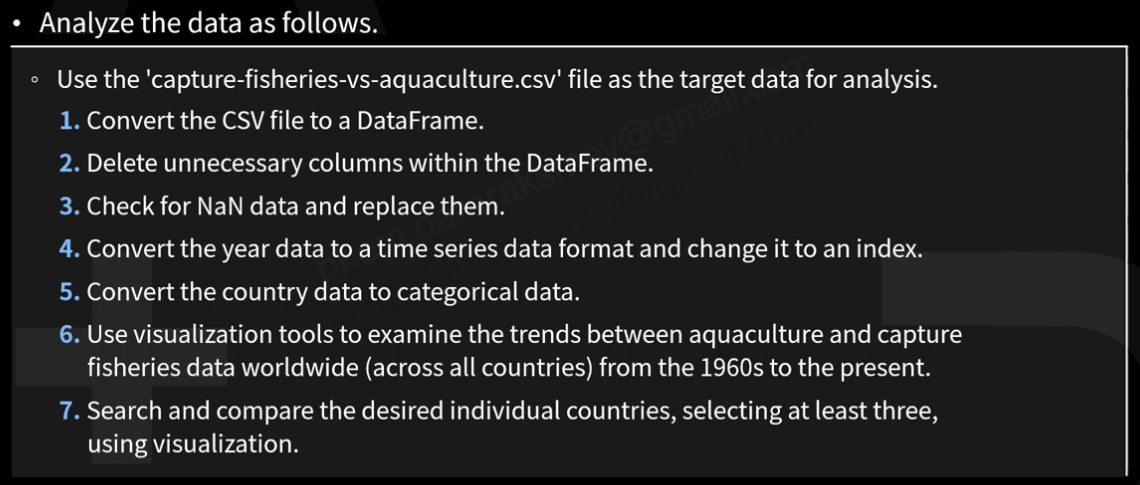 • Analyze the data as follows.
◦ Use the 'capture-fisheries-vs-aquaculture.csv' file as the target data for analysis.
1. Convert the CSV file to a DataFrame.
2. Delete unnecessary columns within the DataFrame.
3. Check for NaN data and replace them.
4. Convert the year data to a time series data format and change it to an index.
5. Convert the country data to categorical data.
6. Use visualization tools to examine the trends between aquaculture and capture
fisheries data worldwide (across all countries) from the 1960s to the present.
7. Search and compare the desired individual countries, selecting at least three,
using visualization.